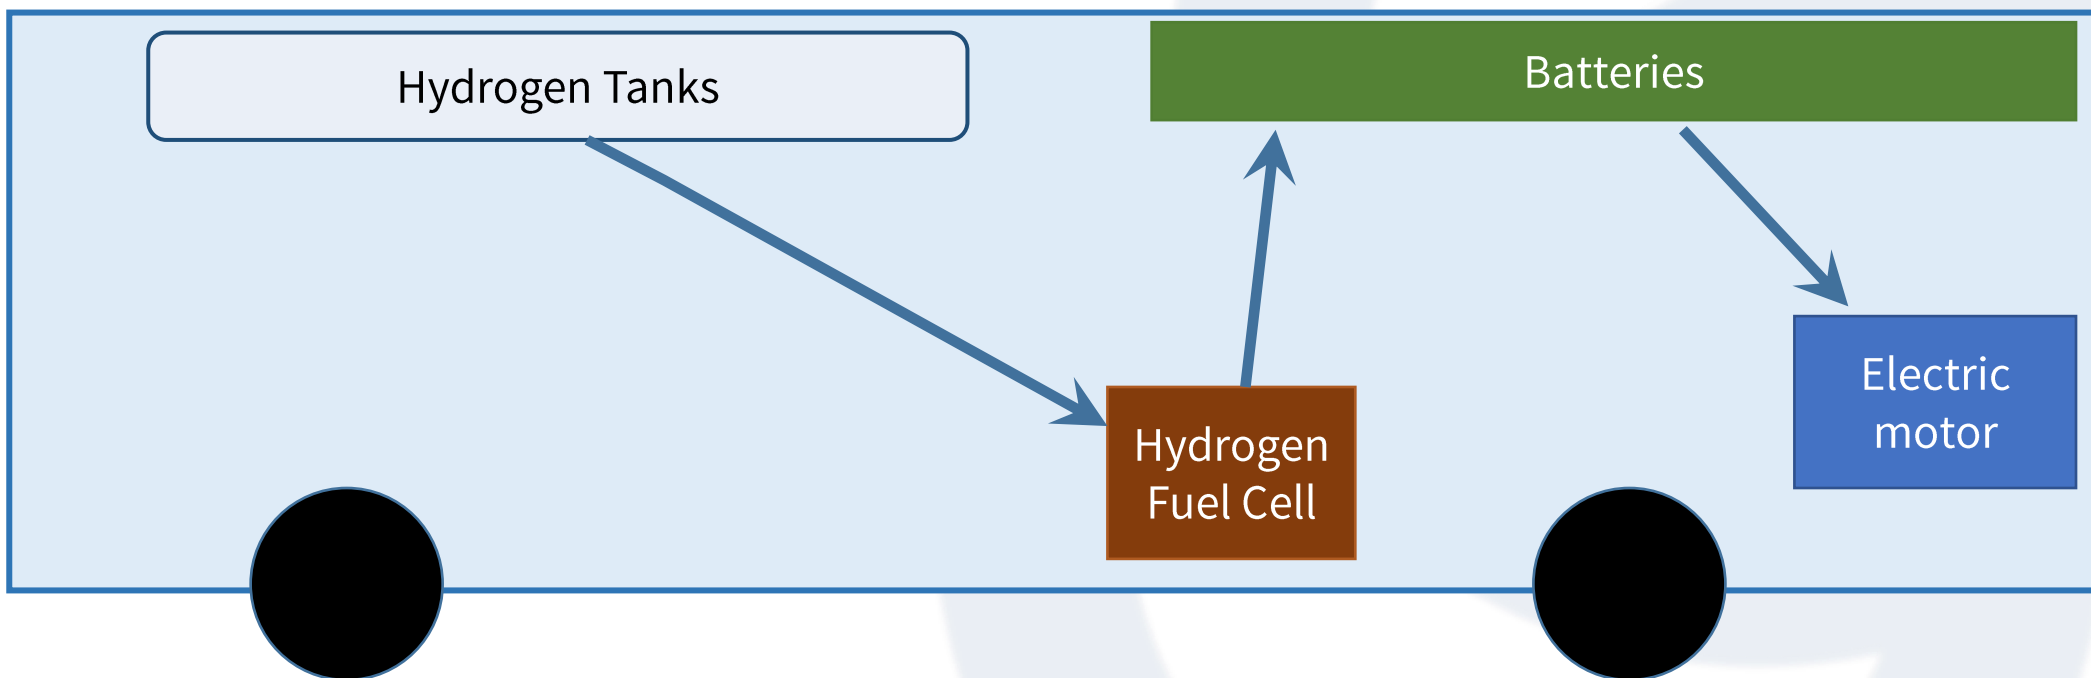 Hydrogen Tanks
Batteries
Electric
motor
Hydrogen
Fuel Cell